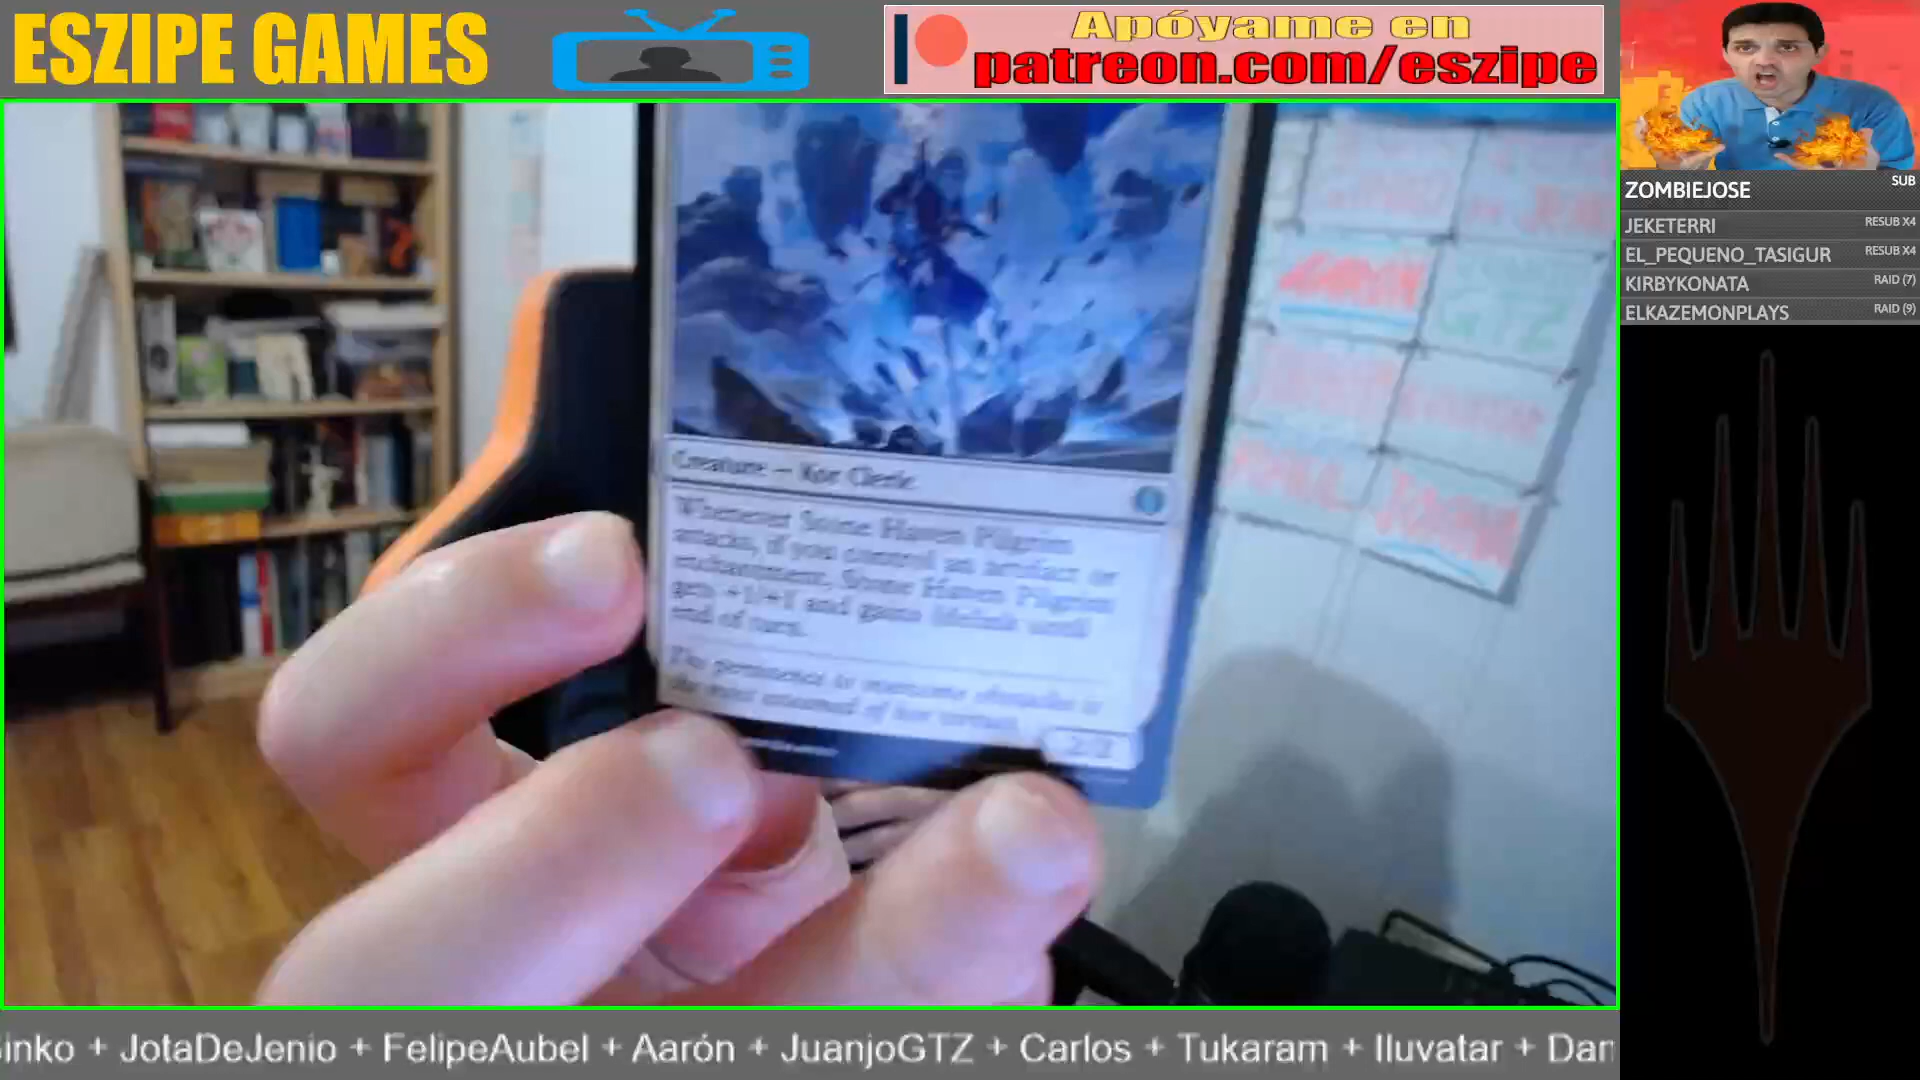 ESZIPE GAMES
Apóyame en
patreon.com/eszipe
ZOMBIEJOSE SUB
JEKETERRI RESUB X4
EL_PEQUENO_TASIGUR RESUB X4
KIRBYKONATA RAID (7)
ELKAZEMONPLAYS RAID (9)
GTZ
Creature — Kor Cleric
Whenever Stone Haven Pilgrim
attacks, if you control an artifact or
enchantment, Stone Haven Pilgrim
gets +1/+1 and gains lifelink until
end of turn.
2/2
inko + JotaDeJenio + FelipeAubel + Aarón + JuanjoGTZ + Carlos + Tukaram + Iluvatar + Dan